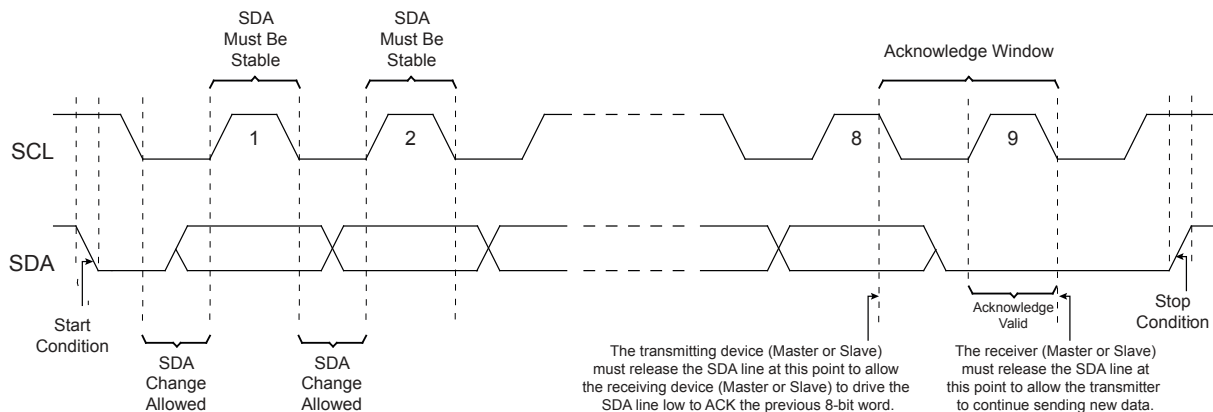 SDA
Must Be
Stable
SDA
Must Be
Stable
Acknowledge Window
SCL
1
2
8
9
SDA
Start
Condition
Acknowledge
Valid
Stop
Condition
SDA
Change
Allowed
SDA
Change
Allowed
The transmitting device (Master or Slave)
must release the SDA line at this point to allow
the receiving device (Master or Slave) to drive the
SDA line low to ACK the previous 8-bit word.
The receiver (Master or Slave)
must release the SDA line at
this point to allow the transmitter
to continue sending new data.